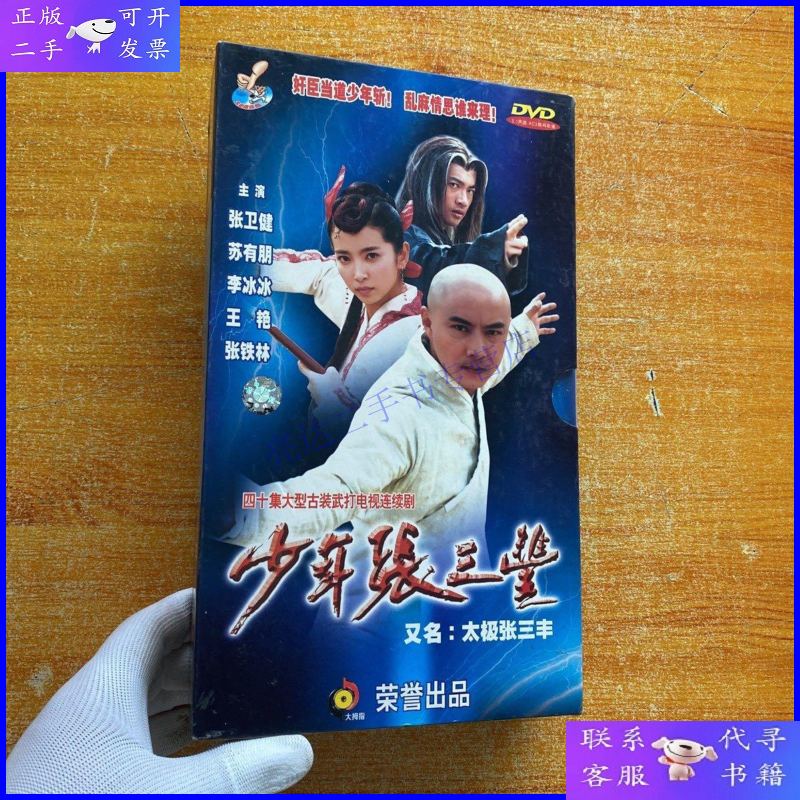 正版 可开
二手 发票
奸臣当道少年斩! 乱麻情思谁来理!
DVD
主演
张卫健
苏有朋
李冰冰
王 艳
张铁林
四十集大型古装武打电视连续剧
少年張三豐
又名:太极张三丰
大拇指
荣誉出品
联系 代寻
客服 书籍